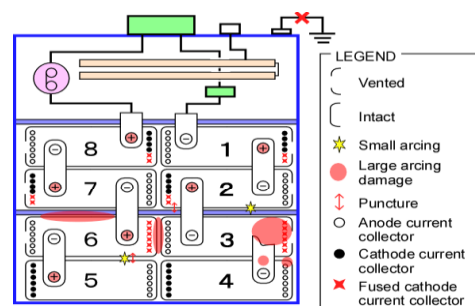 8
1
7
2
6
3
5
4
LEGEND
Vented
Intact
Small arcing
Large arcing
damage
Puncture
Anode current
collector
Cathode current
collector
Fused cathode
current collector